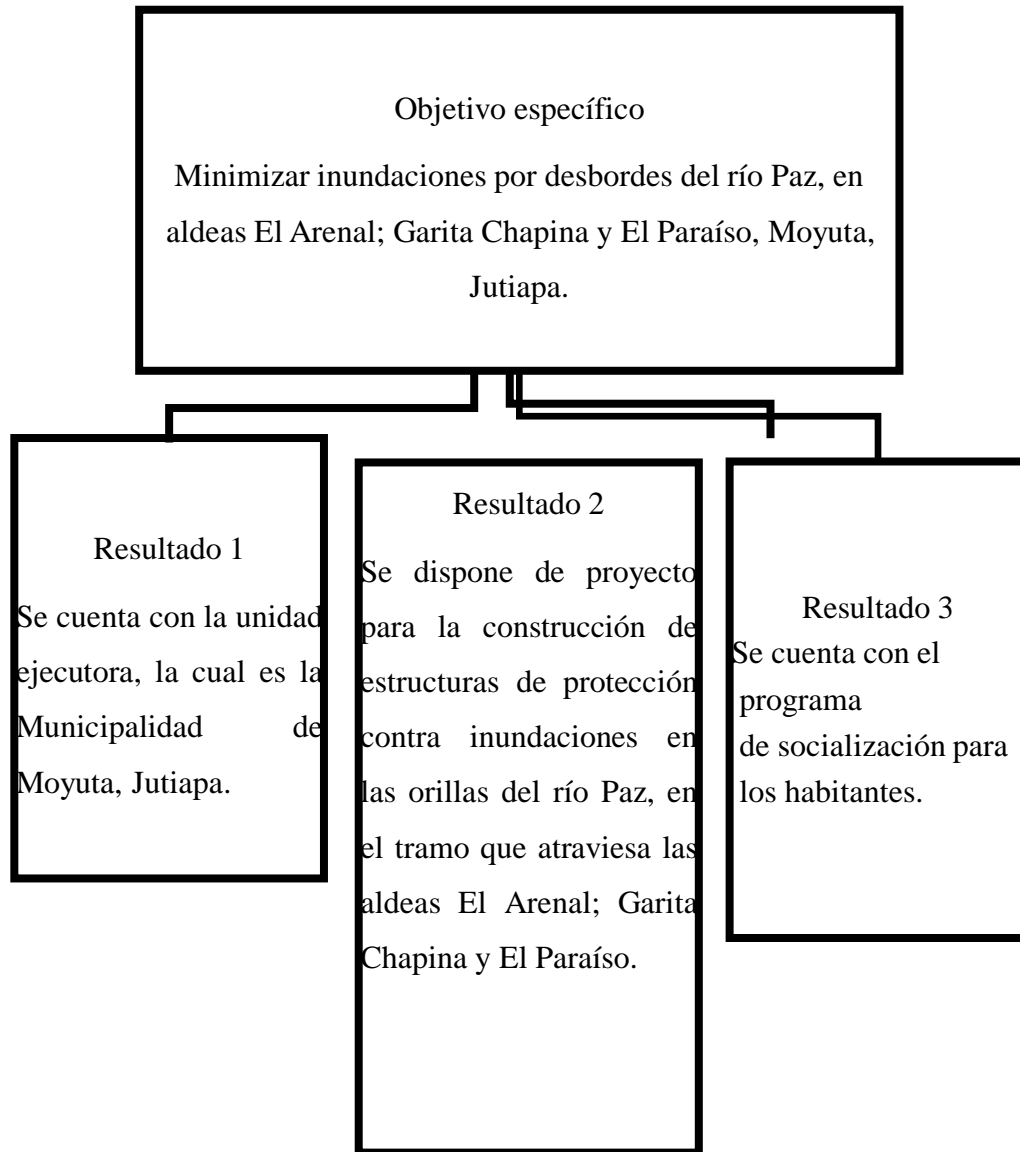 Objetivo específico
Minimizar inundaciones por desbordes del río Paz, en
aldeas El Arenal; Garita Chapina y El Paraíso, Moyuta,
Jutiapa.
Resultado 1
Se cuenta con la unidad
ejecutora, la cual es la
Municipalidad de
Moyuta, Jutiapa.
Resultado 2
Se dispone de proyecto
para la construcción de
estructuras de protección
contra inundaciones en
las orillas del río Paz, en
el tramo que atraviesa las
aldeas El Arenal; Garita
Chapina y El Paraíso.
Resultado 3
Se cuenta con el
programa
de socialización para
los habitantes.